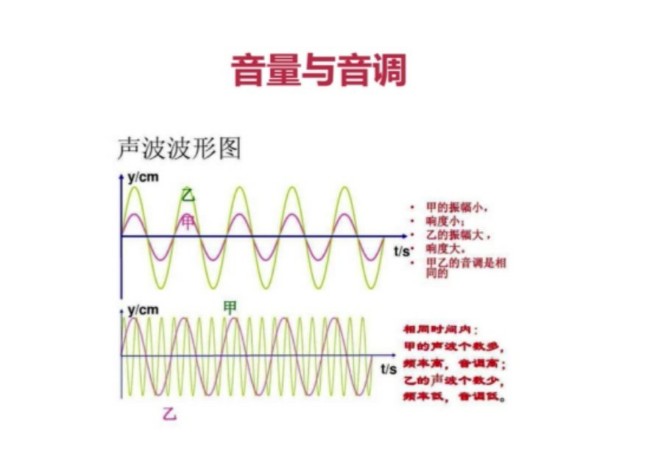 音量与音调
声波波形图
y/cm
乙
甲
t/s
• 甲的振幅小，
• 响度小；
• 乙的振幅大，
• 响度大。
• 甲乙的音调是相
同的
y/cm
甲
t/s
乙
相同时间内：
甲的声波个数多，
频率高，音调高；
乙的声波个数少，
频率低，音调低。